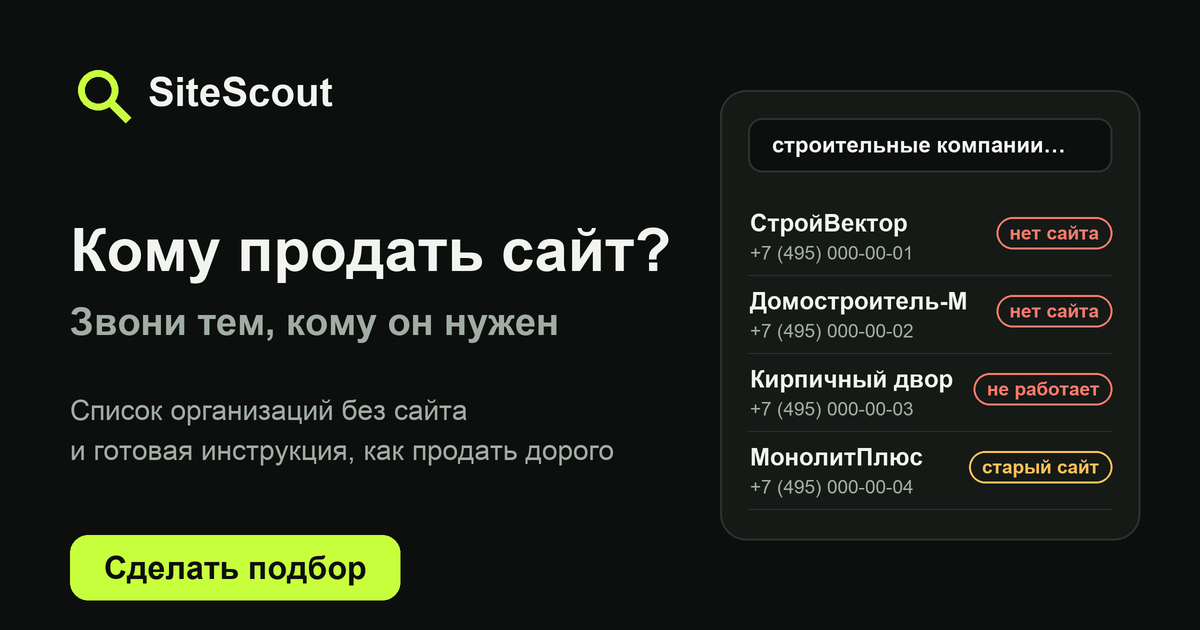 SiteScout
Кому продать сайт?
Звони тем, кому он нужен
Список организаций без сайта
и готовая инструкция, как продать дорого
Сделать подбор
строительные компании...
СтройВектор
+7 (495) 000-00-01
нет сайта
Домостроитель-М
+7 (495) 000-00-02
нет сайта
Кирпичный двор
+7 (495) 000-00-03
не работает
МонолитПлюс
+7 (495) 000-00-04
старый сайт